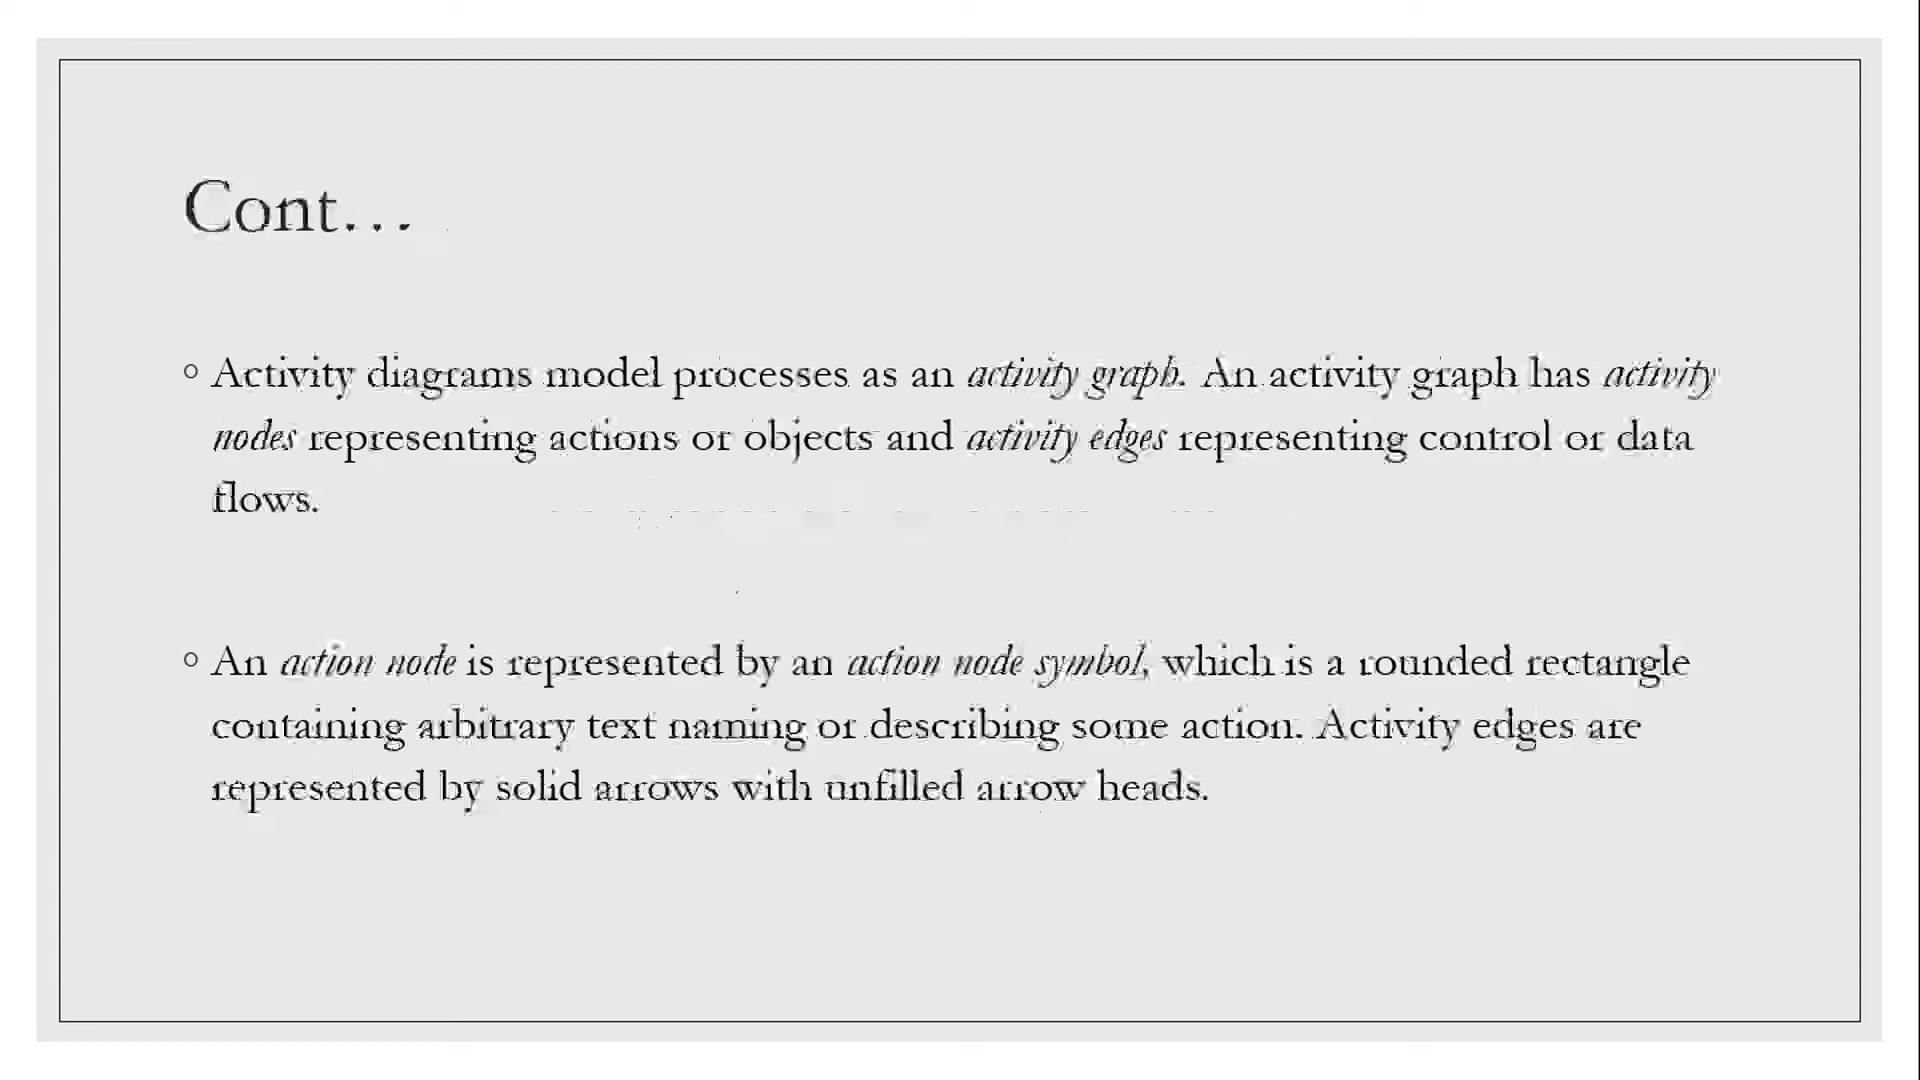 Cont…
◦ Activity diagrams model processes as an activity graph. An activity graph has activity
nodes representing actions or objects and activity edges representing control or data
flows.
◦ An action node is represented by an action node symbol, which is a rounded rectangle
containing arbitrary text naming or describing some action. Activity edges are
represented by solid arrows with unfilled arrow heads.